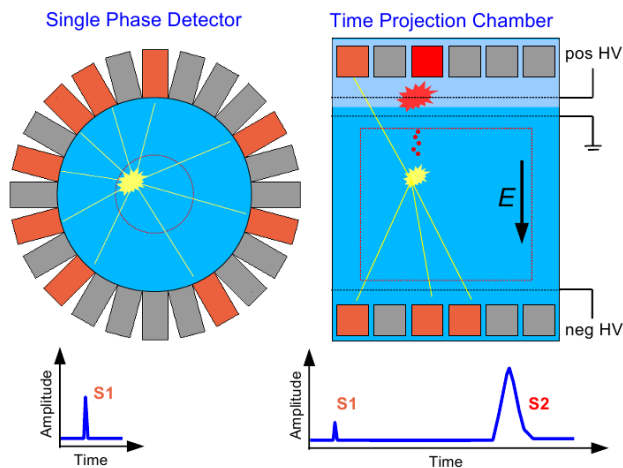 Single Phase Detector
Time Projection Chamber
pos HV
E
neg HV
Amplitude
S1
Time
Amplitude
S1
S2
Time